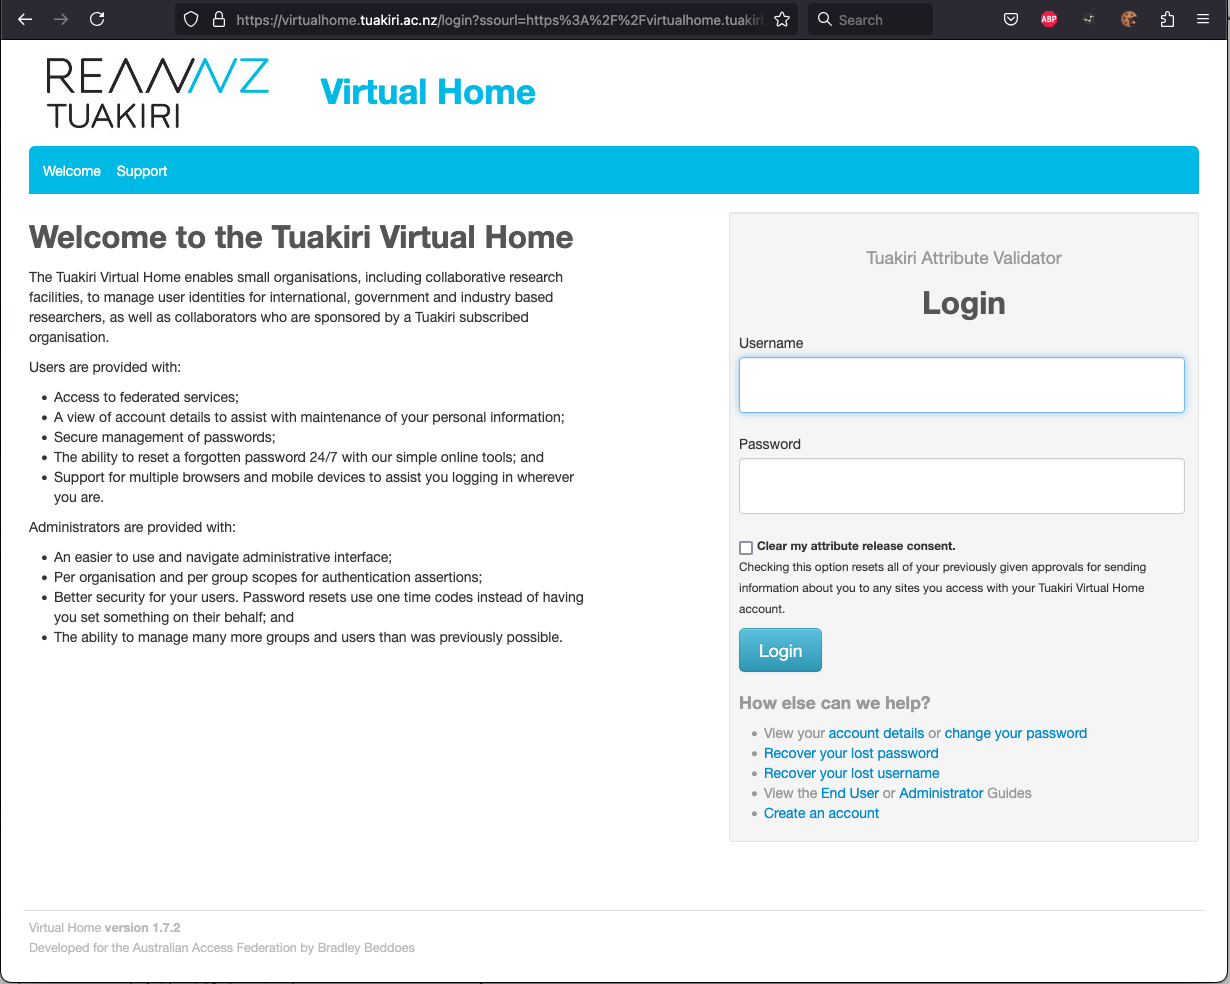 https://virtualhome.tuakiri.ac.nz/login?ssourl=https%3A%2F%2Fvirtualhome.tuakiri
Search
ABP
REANNZ
TUAKIRI
Virtual Home
Welcome Support
Welcome to the Tuakiri Virtual Home
The Tuakiri Virtual Home enables small organisations, including collaborative research
facilities, to manage user identities for international, government and industry based
researchers, as well as collaborators who are sponsored by a Tuakiri subscribed
organisation.
Users are provided with:
• Access to federated services;
• A view of account details to assist with maintenance of your personal information;
• Secure management of passwords;
• The ability to reset a forgotten password 24/7 with our simple online tools; and
• Support for multiple browsers and mobile devices to assist you logging in wherever
you are.
Administrators are provided with:
• An easier to use and navigate administrative interface;
• Per organisation and per group scopes for authentication assertions;
• Better security for your users. Password resets use one time codes instead of having
you set something on their behalf; and
• The ability to manage many more groups and users than was previously possible.
Tuakiri Attribute Validator
Login
Username
Password
Clear my attribute release consent.
Checking this option resets all of your previously given approvals for sending
information about you to any sites you access with your Tuakiri Virtual Home
account.
Login
How else can we help?
• View your account details or change your password
• Recover your lost password
• Recover your lost username
• View the End User or Administrator Guides
• Create an account
Virtual Home version 1.7.2
Developed for the Australian Access Federation by Bradley Beddoes